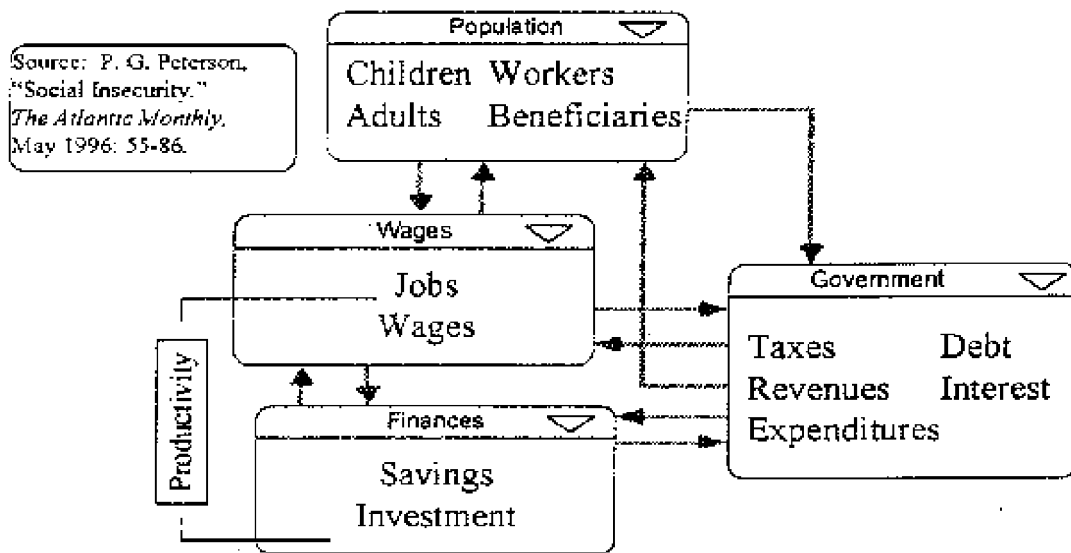 Population
Children Workers
Adults Beneficiaries
Source: P. G. Peterson,
"Social Insecurity."
The Atlantic Monthly.
May 1996: 55-86.
Wages
Jobs
Wages
Government
Taxes Debt
Revenues Interest
Expenditures
Productivity
Finances
Savings
Investment